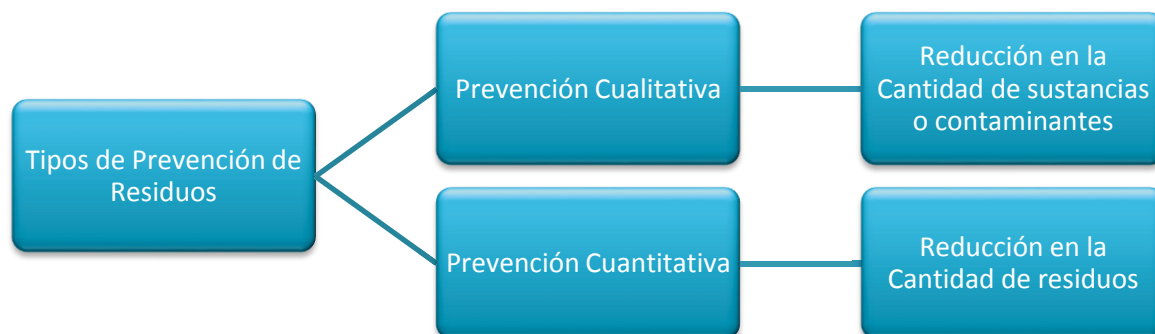 Tipos de Prevención de
Residuos
Prevención Cualitativa
Reducción en la
Cantidad de sustancias
o contaminantes
Prevención Cuantitativa
Reducción en la
Cantidad de residuos